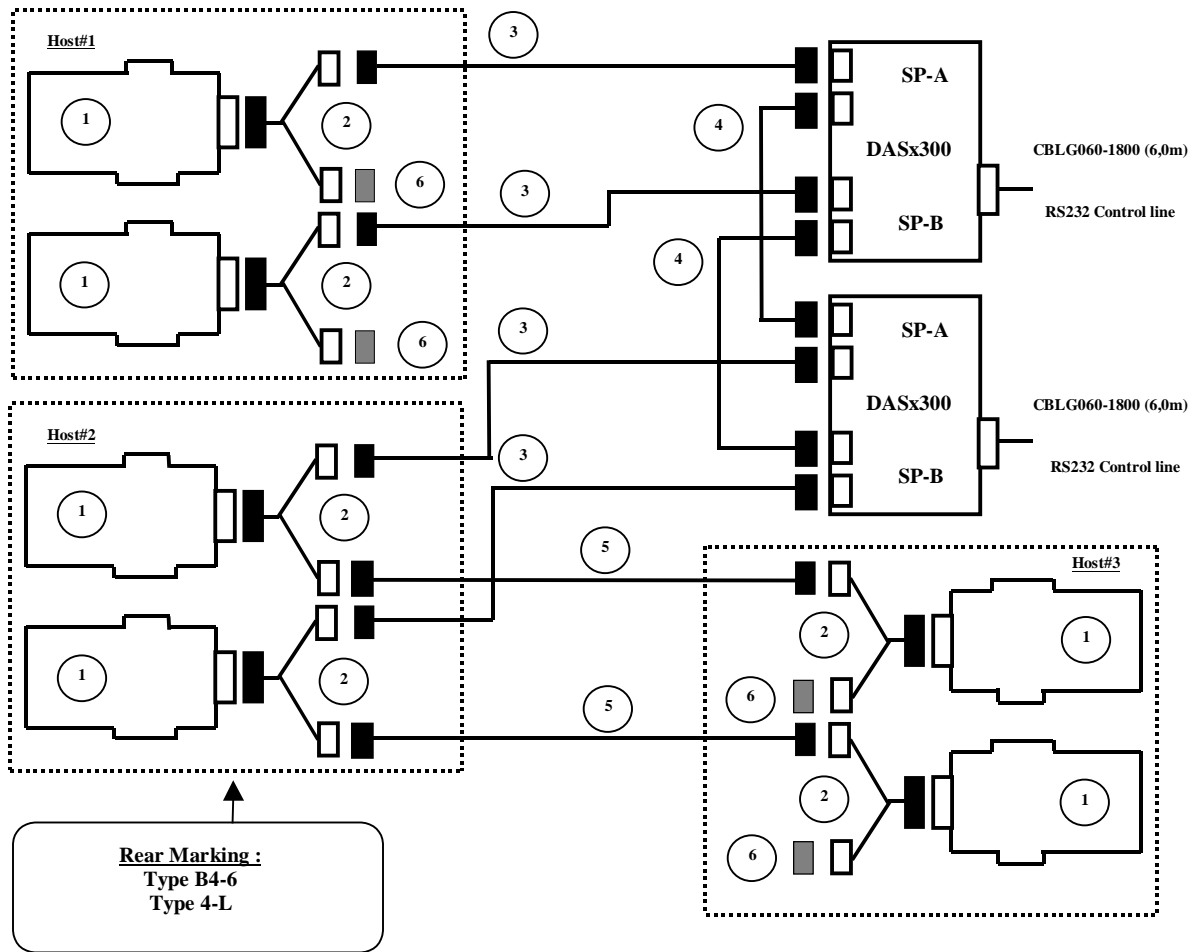 Host#1
1
2
6
1
2
6
3
3
4
4
SP-A
DASx300
SP-B
CBLG060-1800 (6,0m)
RS232 Control line
3
3
SP-A
DASx300
SP-B
CBLG060-1800 (6,0m)
RS232 Control line
Host#2
1
2
1
2
5
5
Host#3
2
1
6
2
1
6
Rear Marking :
Type B4-6
Type 4-L